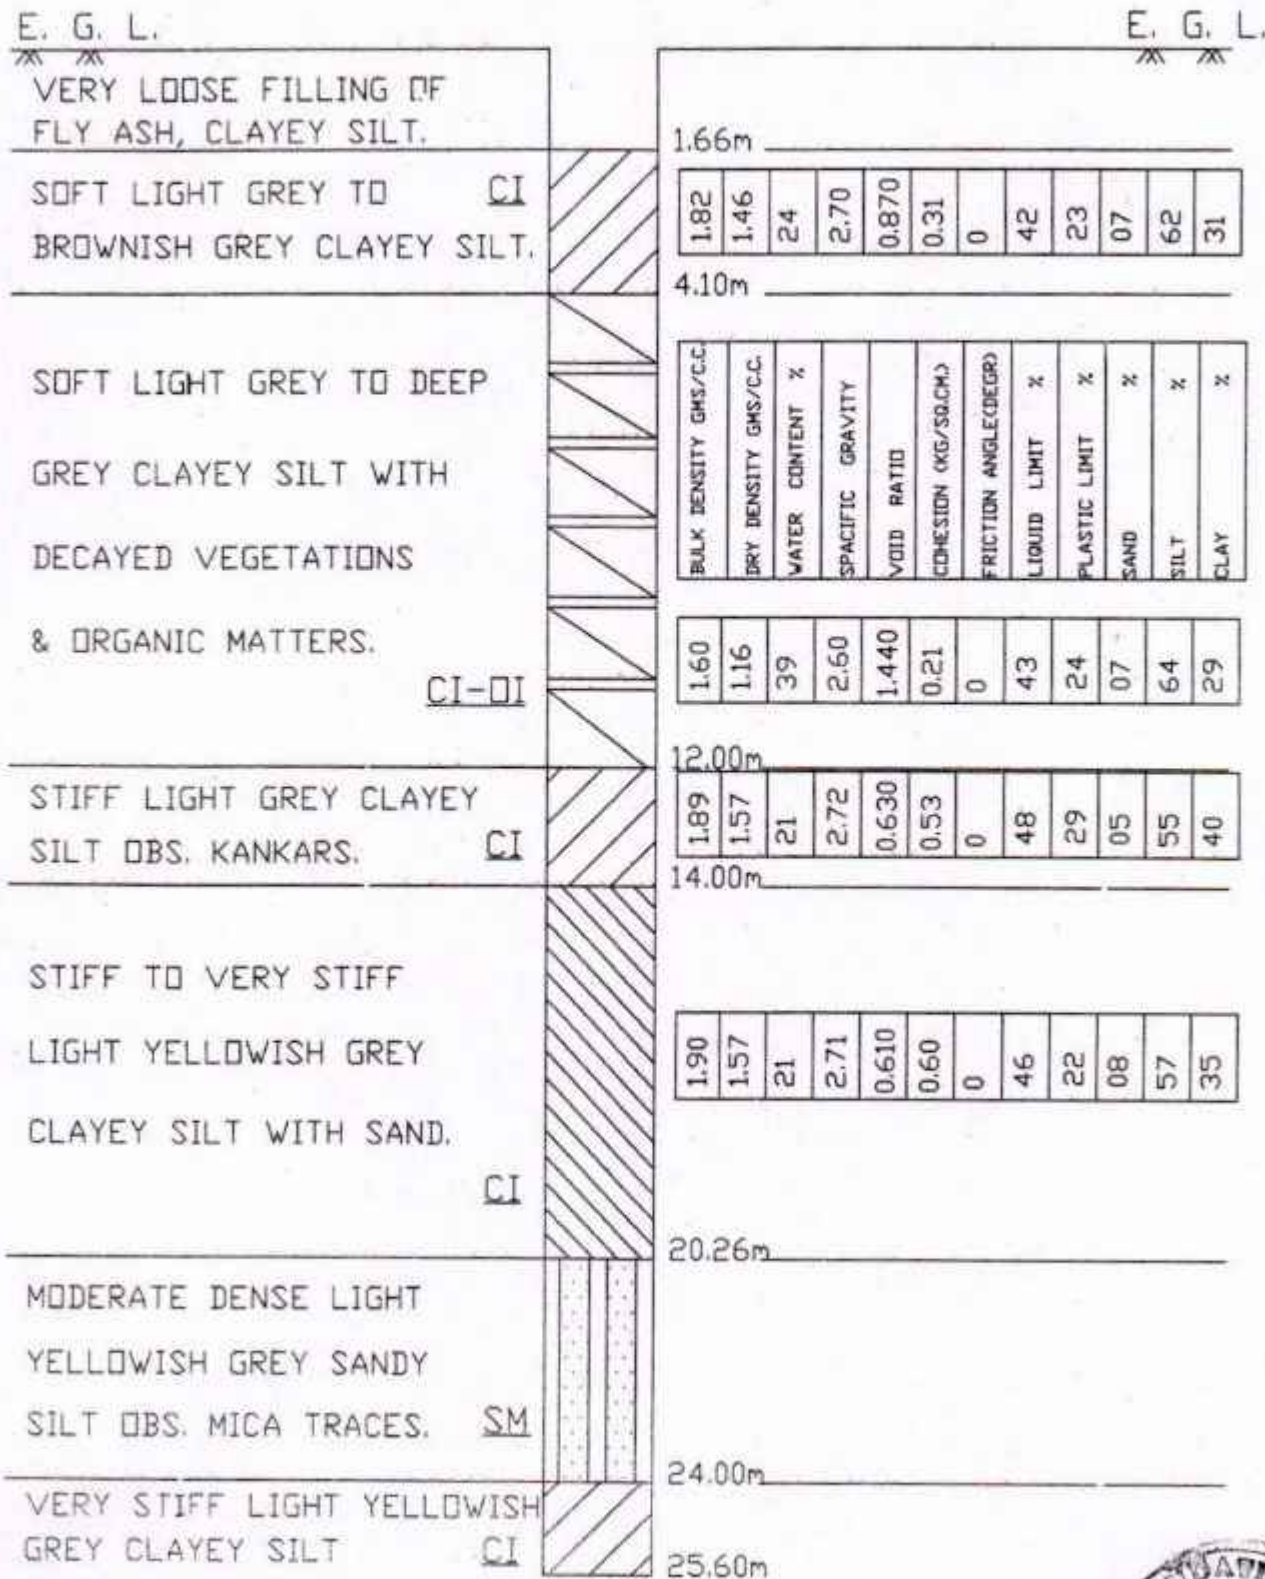 E. G. L.
E. G. L.
VERY LOOSE FILLING OF
FLY ASH, CLAYEY SILT.
1.66m
SOFT LIGHT GREY TO CI
BROWNISH GREY CLAYEY SILT.
1.82 1.46 24 2.70 0.870 0.31 0 42 23 07 62 31
4.10m
SOFT LIGHT GREY TO DEEP
GREY CLAYEY SILT WITH
DECAYED VEGETATIONS
& ORGANIC MATTERS.
CI-OI
BULK DENSITY GMS/C.C.
DRY DENSITY GMS/C.C.
WATER CONTENT %
SPACIFIC GRAVITY
VOID RATIO
COHESION (KG/SQ.CM.)
FRICTION ANGLE(DEGR)
LIQUID LIMIT %
PLASTIC LIMIT %
SAND %
SILT %
CLAY %
1.60 1.16 39 2.60 1.440 0.21 0 43 24 07 64 29
12.00m
STIFF LIGHT GREY CLAYEY
SILT OBS. KANKARS. CI
1.89 1.57 21 2.72 0.630 0.53 0 48 29 05 55 40
14.00m
STIFF TO VERY STIFF
LIGHT YELLOWISH GREY
CLAYEY SILT WITH SAND.
CI
1.90 1.57 21 2.71 0.610 0.60 0 46 22 08 57 35
20.26m
MODERATE DENSE LIGHT
YELLOWISH GREY SANDY
SILT OBS. MICA TRACES. SM
24.00m
VERY STIFF LIGHT YELLOWISH
GREY CLAYEY SILT CI
25.60m